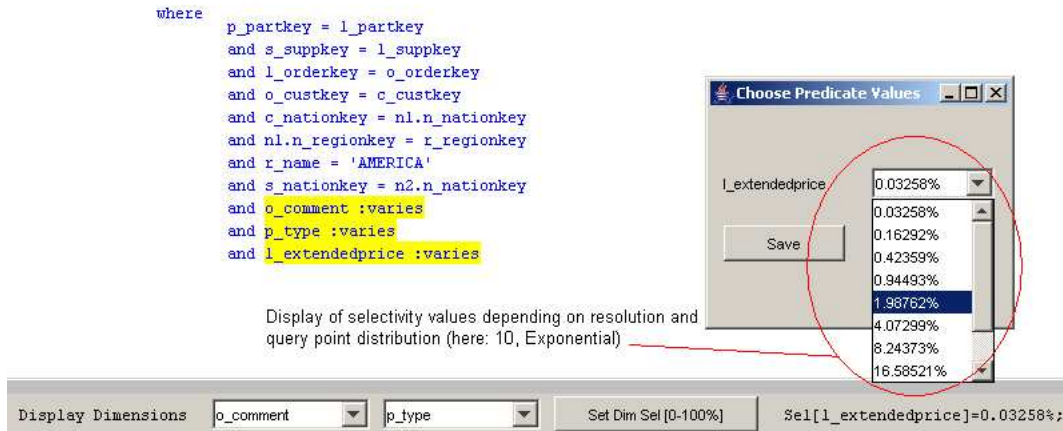 where
p_partkey = l_partkey
and s_suppkey = l_suppkey
and l_orderkey = o_orderkey
and o_custkey = c_custkey
and c_nationkey = n1.n_nationkey
and n1.n_regionkey = r_regionkey
and r_name = 'AMERICA'
and s_nationkey = n2.n_nationkey
and o_comment :varies
and p_type :varies
and l_extendedprice :varies
Choose Predicate Values
l_extendedprice
0.03258%
0.03258%
0.16292%
0.42359%
0.94493%
1.98762%
4.07299%
8.24373%
16.58521%
Save
Display of selectivity values depending on resolution and
query point distribution (here: 10, Exponential)
Display Dimensions
o_comment
p_type
Set Dim Sel [0-100%]
Sel[l_extendedprice]=0.03258%;